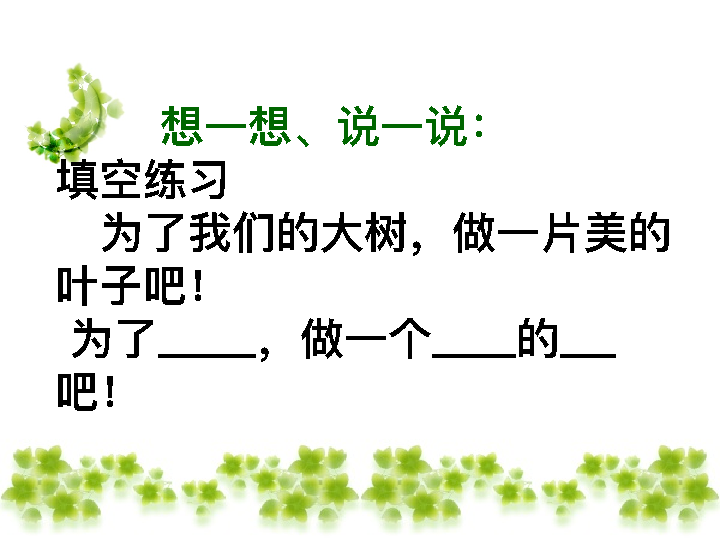 想一想、说一说：
填空练习
为了我们的大树，做一片美的
叶子吧！
为了_____，做一个____的___
吧！